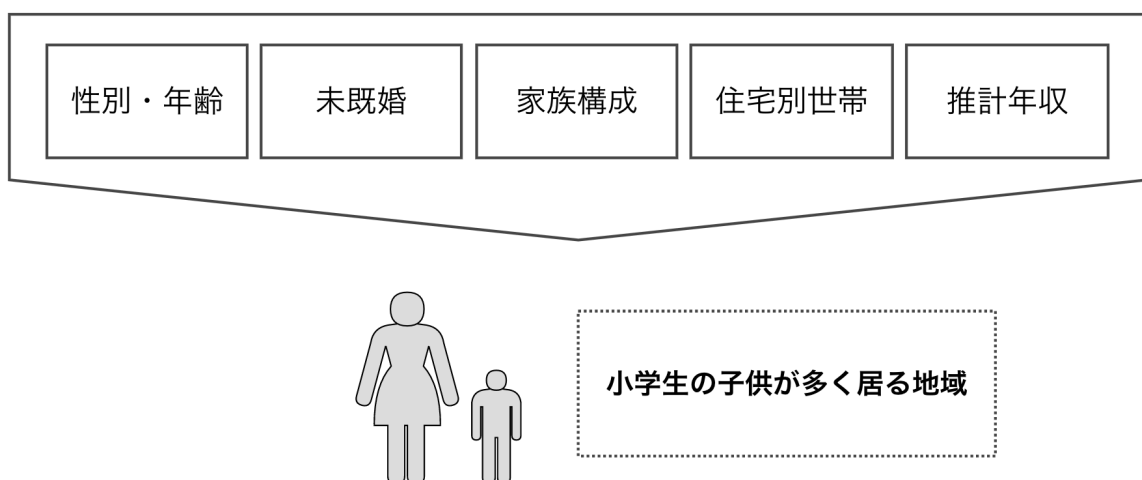 性別・年齢
未既婚
家族構成
住宅別世帯
推計年収
小学生の子供が多く居る地域